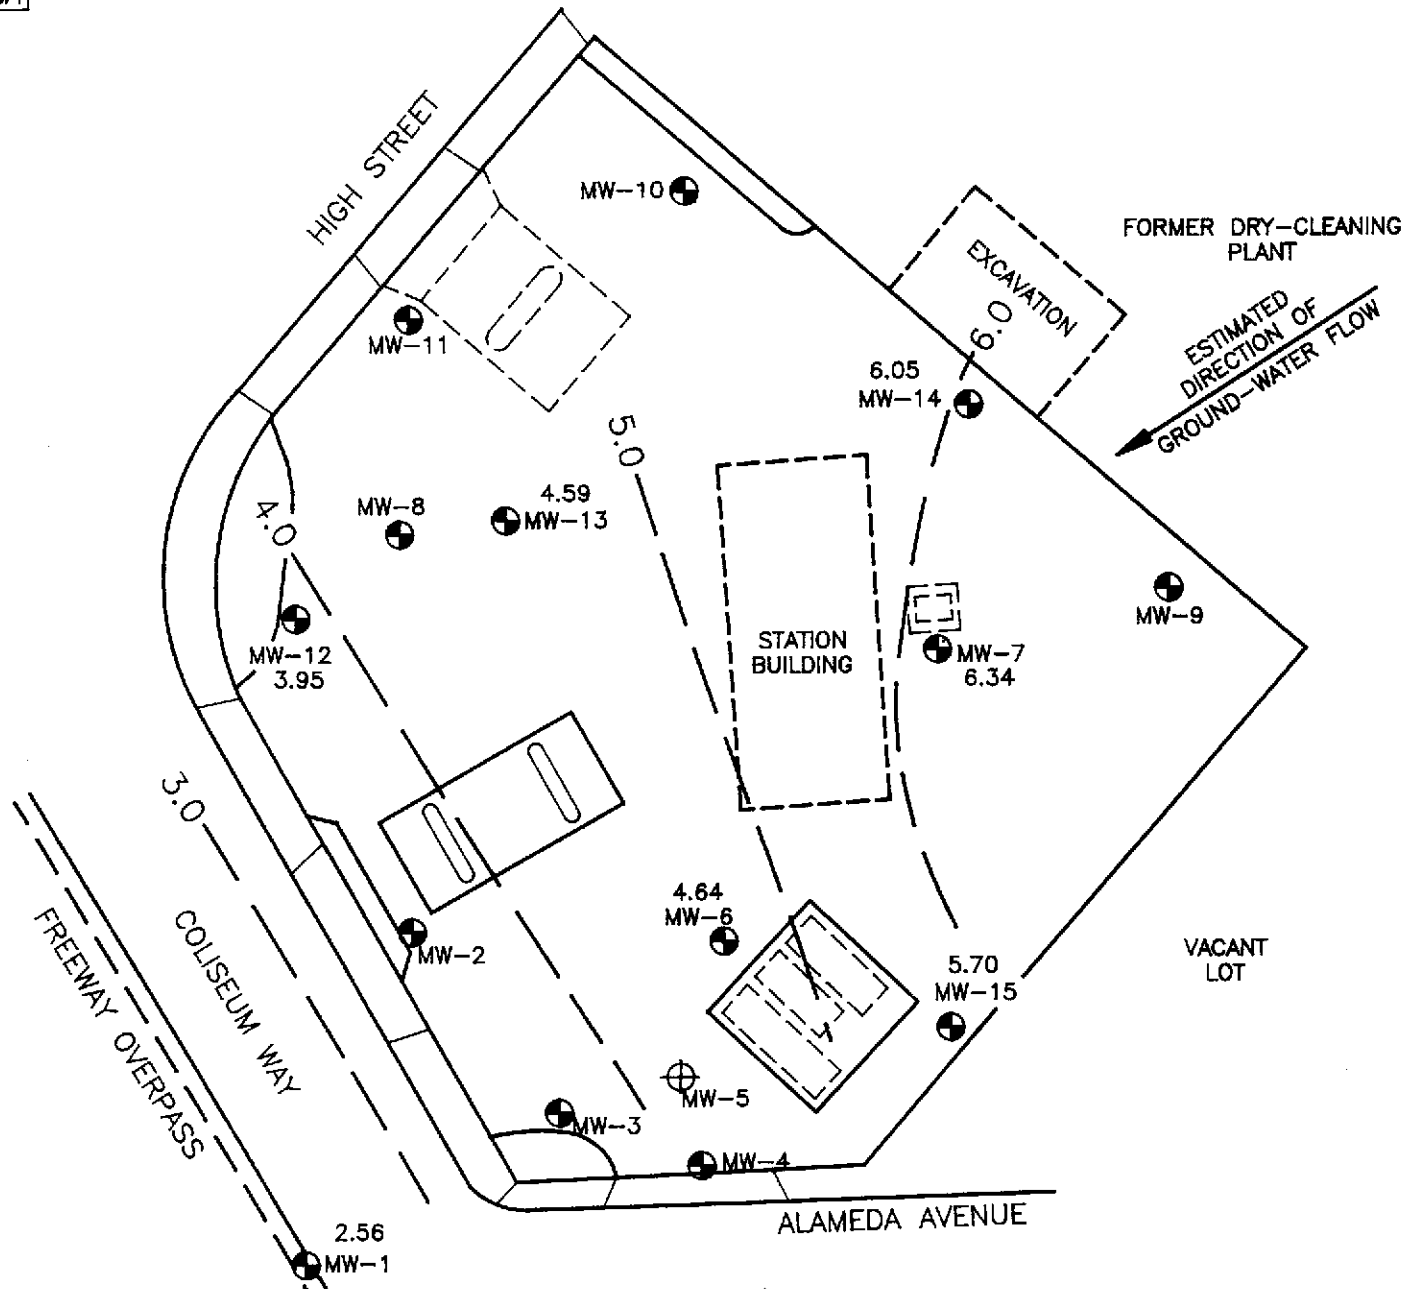 HIGH STREET
MW-10
FORMER DRY-CLEANING
PLANT
EXCAVATION
ESTIMATED
DIRECTION OF
GROUND-WATER FLOW
6.0
MW-11
6.05
MW-14
5.0
4.0
MW-8
4.59
MW-13
MW-9
STATION
BUILDING
MW-7
6.34
MW-12
3.95
3.0
4.64
MW-6
MW-2
FREEWAY OVERPASS
COLISEUM WAY
5.70
MW-15
VACANT
LOT
MW-5
MW-3
MW-4
ALAMEDA AVENUE
2.56
MW-1